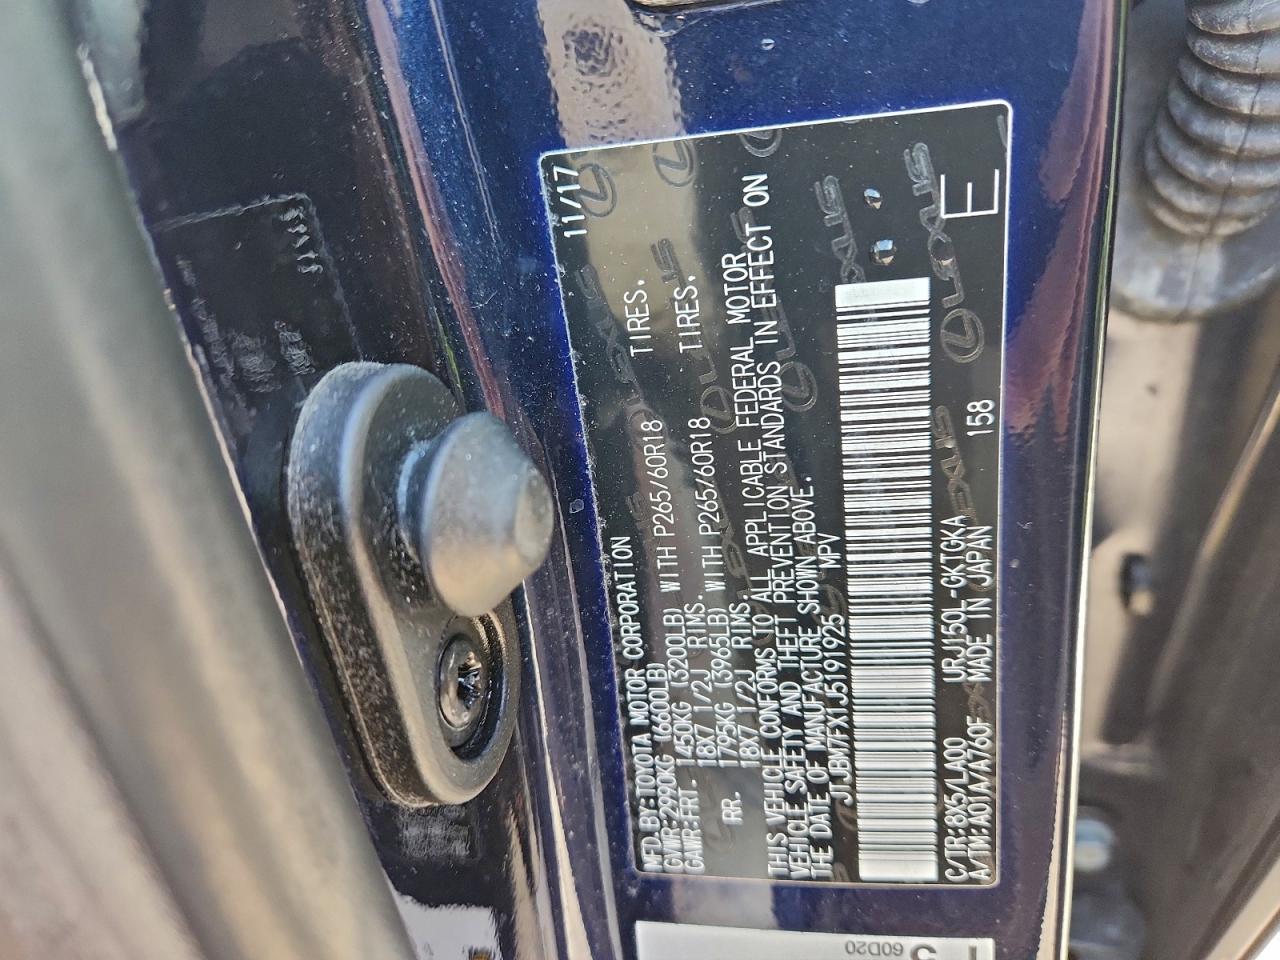 MFD.BY:TOYOTA MOTOR CORPORATION 11/17
GVWR:2990KG (6600LB)
GAWR:FRT. 1450KG (3200LB) WITH P265/60R18 TIRES.
18X7 1/2J RIMS
RR. 1795KG (3965LB) WITH P265/60R18 TIRES.
18X7 1/2J RIMS.
THIS VEHICLE CONFORMS TO ALL APPLICABLE FEDERAL MOTOR
VEHICLE SAFETY AND THEFT PREVENTION STANDARDS IN EFFECT ON
THE DATE OF MANUFACTURE SHOWN ABOVE.
JTJBM7FX1J5191925 MPV
C/TR:8X5/LA00 URJ150L-GKTGKA 158
A/TM:A01A/A760F MADE IN JAPAN
E
LEXUS
60D20